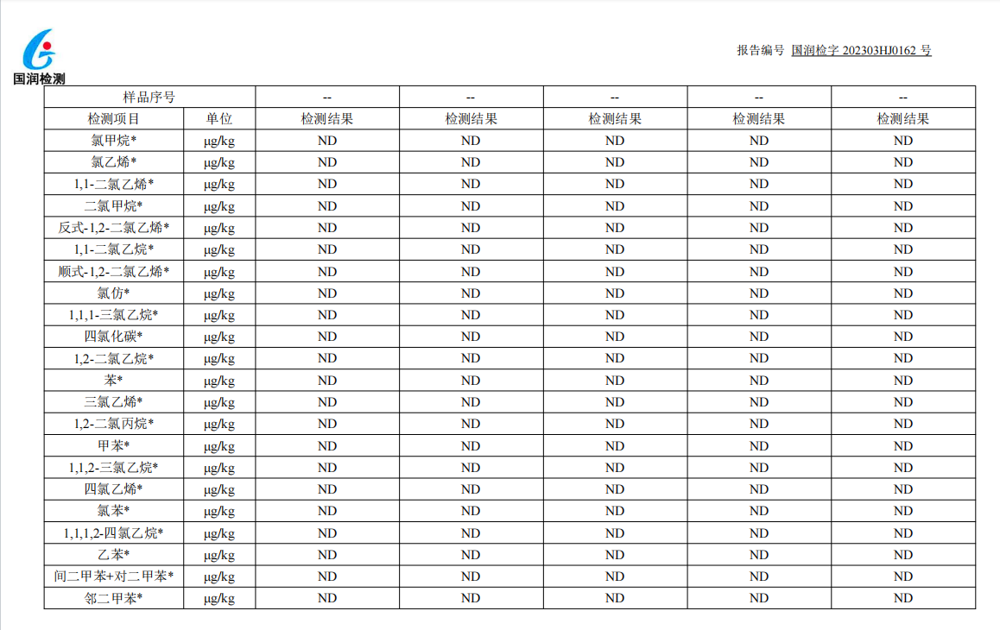 报告编号 国润检字 202303HJ0162 号
国润检测
样品序号 -- -- -- -- --
检测项目 单位 检测结果 检测结果 检测结果 检测结果 检测结果
氯甲烷* μg/kg ND ND ND ND ND
氯乙烯* μg/kg ND ND ND ND ND
1,1-二氯乙烯* μg/kg ND ND ND ND ND
二氯甲烷* μg/kg ND ND ND ND ND
反式-1,2-二氯乙烯* μg/kg ND ND ND ND ND
1,1-二氯乙烷* μg/kg ND ND ND ND ND
顺式-1,2-二氯乙烯* μg/kg ND ND ND ND ND
氯仿* μg/kg ND ND ND ND ND
1,1,1-三氯乙烷* μg/kg ND ND ND ND ND
四氯化碳* μg/kg ND ND ND ND ND
1,2-二氯乙烷* μg/kg ND ND ND ND ND
苯* μg/kg ND ND ND ND ND
三氯乙烯* μg/kg ND ND ND ND ND
1,2-二氯丙烷* μg/kg ND ND ND ND ND
甲苯* μg/kg ND ND ND ND ND
1,1,2-三氯乙烷* μg/kg ND ND ND ND ND
四氯乙烯* μg/kg ND ND ND ND ND
氯苯* μg/kg ND ND ND ND ND
1,1,1,2-四氯乙烷* μg/kg ND ND ND ND ND
乙苯* μg/kg ND ND ND ND ND
间二甲苯+对二甲苯* μg/kg ND ND ND ND ND
邻二甲苯* μg/kg ND ND ND ND ND